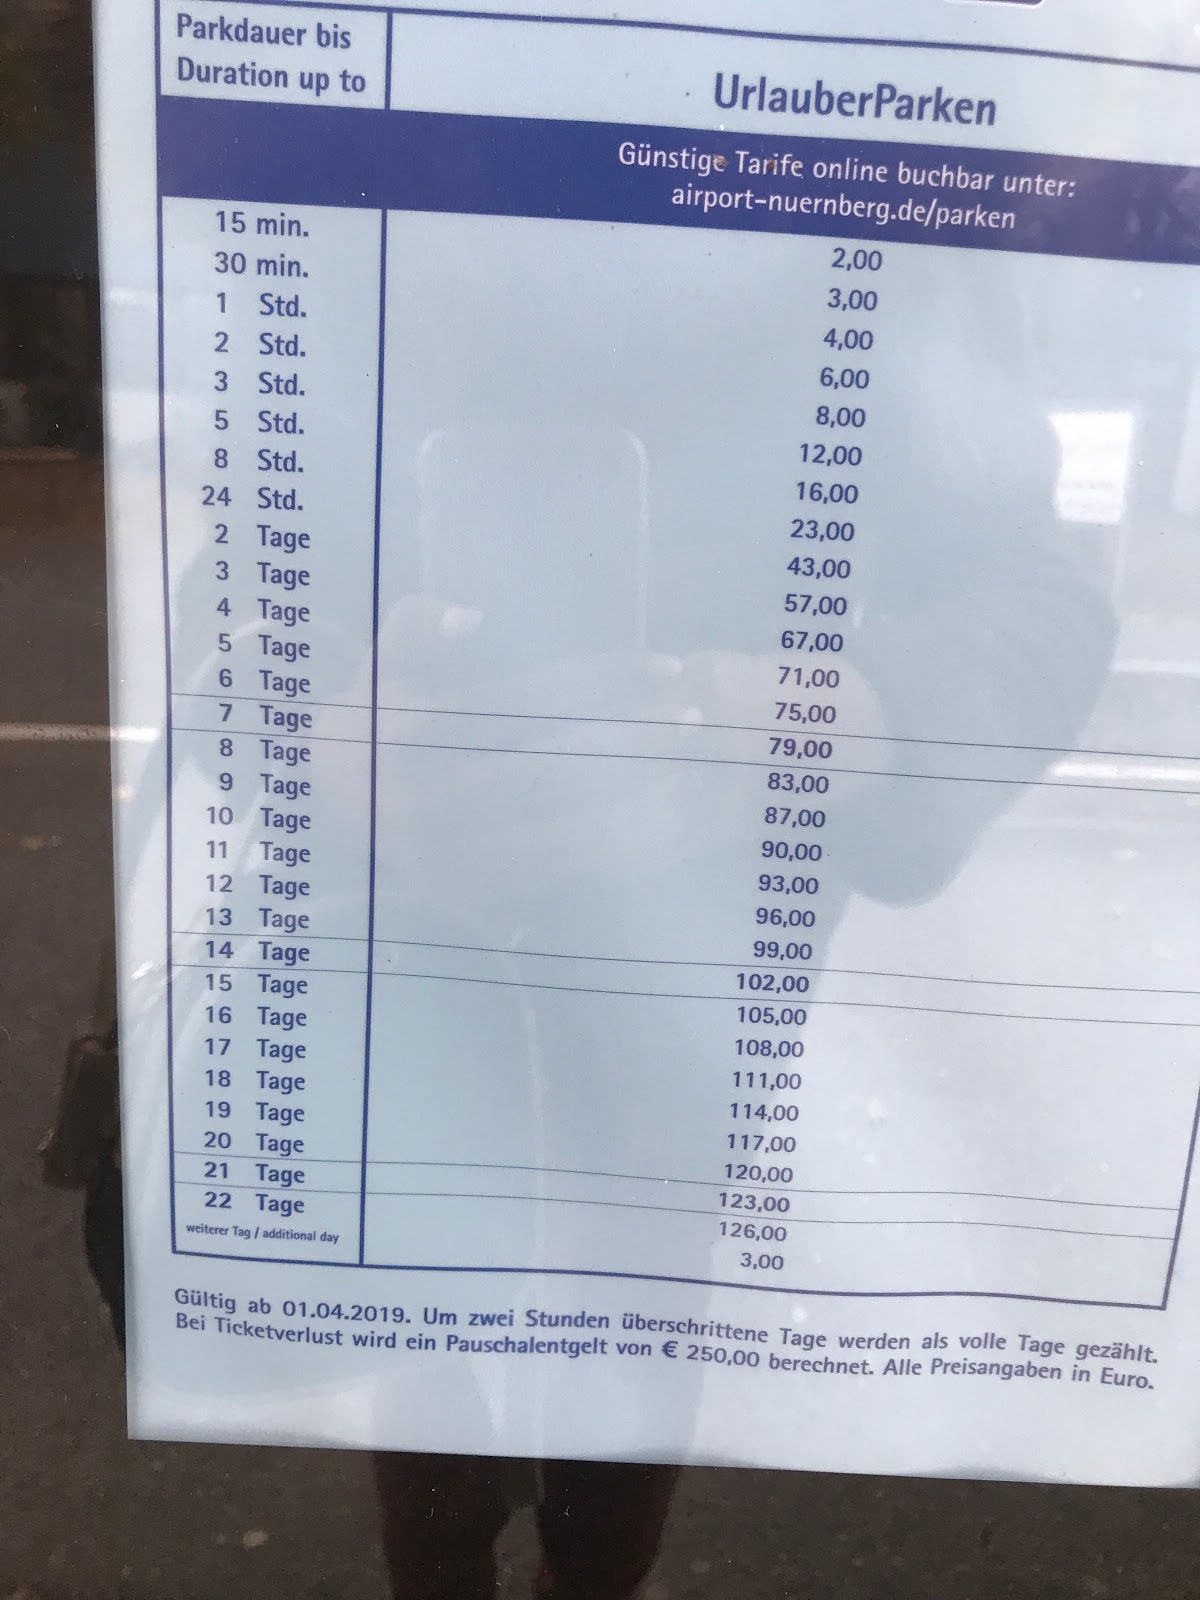 Parkdauer bis
Duration up to
UrlauberParken
Günstige Tarife online buchbar unter:
airport-nuernberg.de/parken
15 min. 2,00
30 min. 3,00
1 Std. 4,00
2 Std. 6,00
3 Std. 8,00
5 Std. 12,00
8 Std. 16,00
24 Std. 23,00
2 Tage 43,00
3 Tage 57,00
4 Tage 67,00
5 Tage 71,00
6 Tage 75,00
7 Tage 79,00
8 Tage 83,00
9 Tage 87,00
10 Tage 90,00
11 Tage 93,00
12 Tage 96,00
13 Tage 99,00
14 Tage 102,00
15 Tage 105,00
16 Tage 108,00
17 Tage 111,00
18 Tage 114,00
19 Tage 117,00
20 Tage 120,00
21 Tage 123,00
22 Tage 126,00
weiterer Tag / additional day 3,00
Gültig ab 01.04.2019. Um zwei Stunden überschrittene Tage werden als volle Tage gezählt.
Bei Ticketverlust wird ein Pauschalentgelt von € 250,00 berechnet. Alle Preisangaben in Euro.